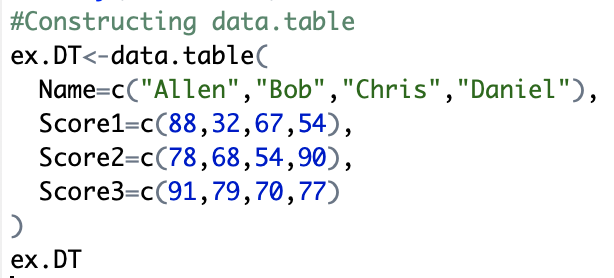 #Constructing data.table
ex.DT<-data.table(
  Name=c("Allen","Bob","Chris","Daniel"),
  Score1=c(88,32,67,54),
  Score2=c(78,68,54,90),
  Score3=c(91,79,70,77)
)
ex.DT